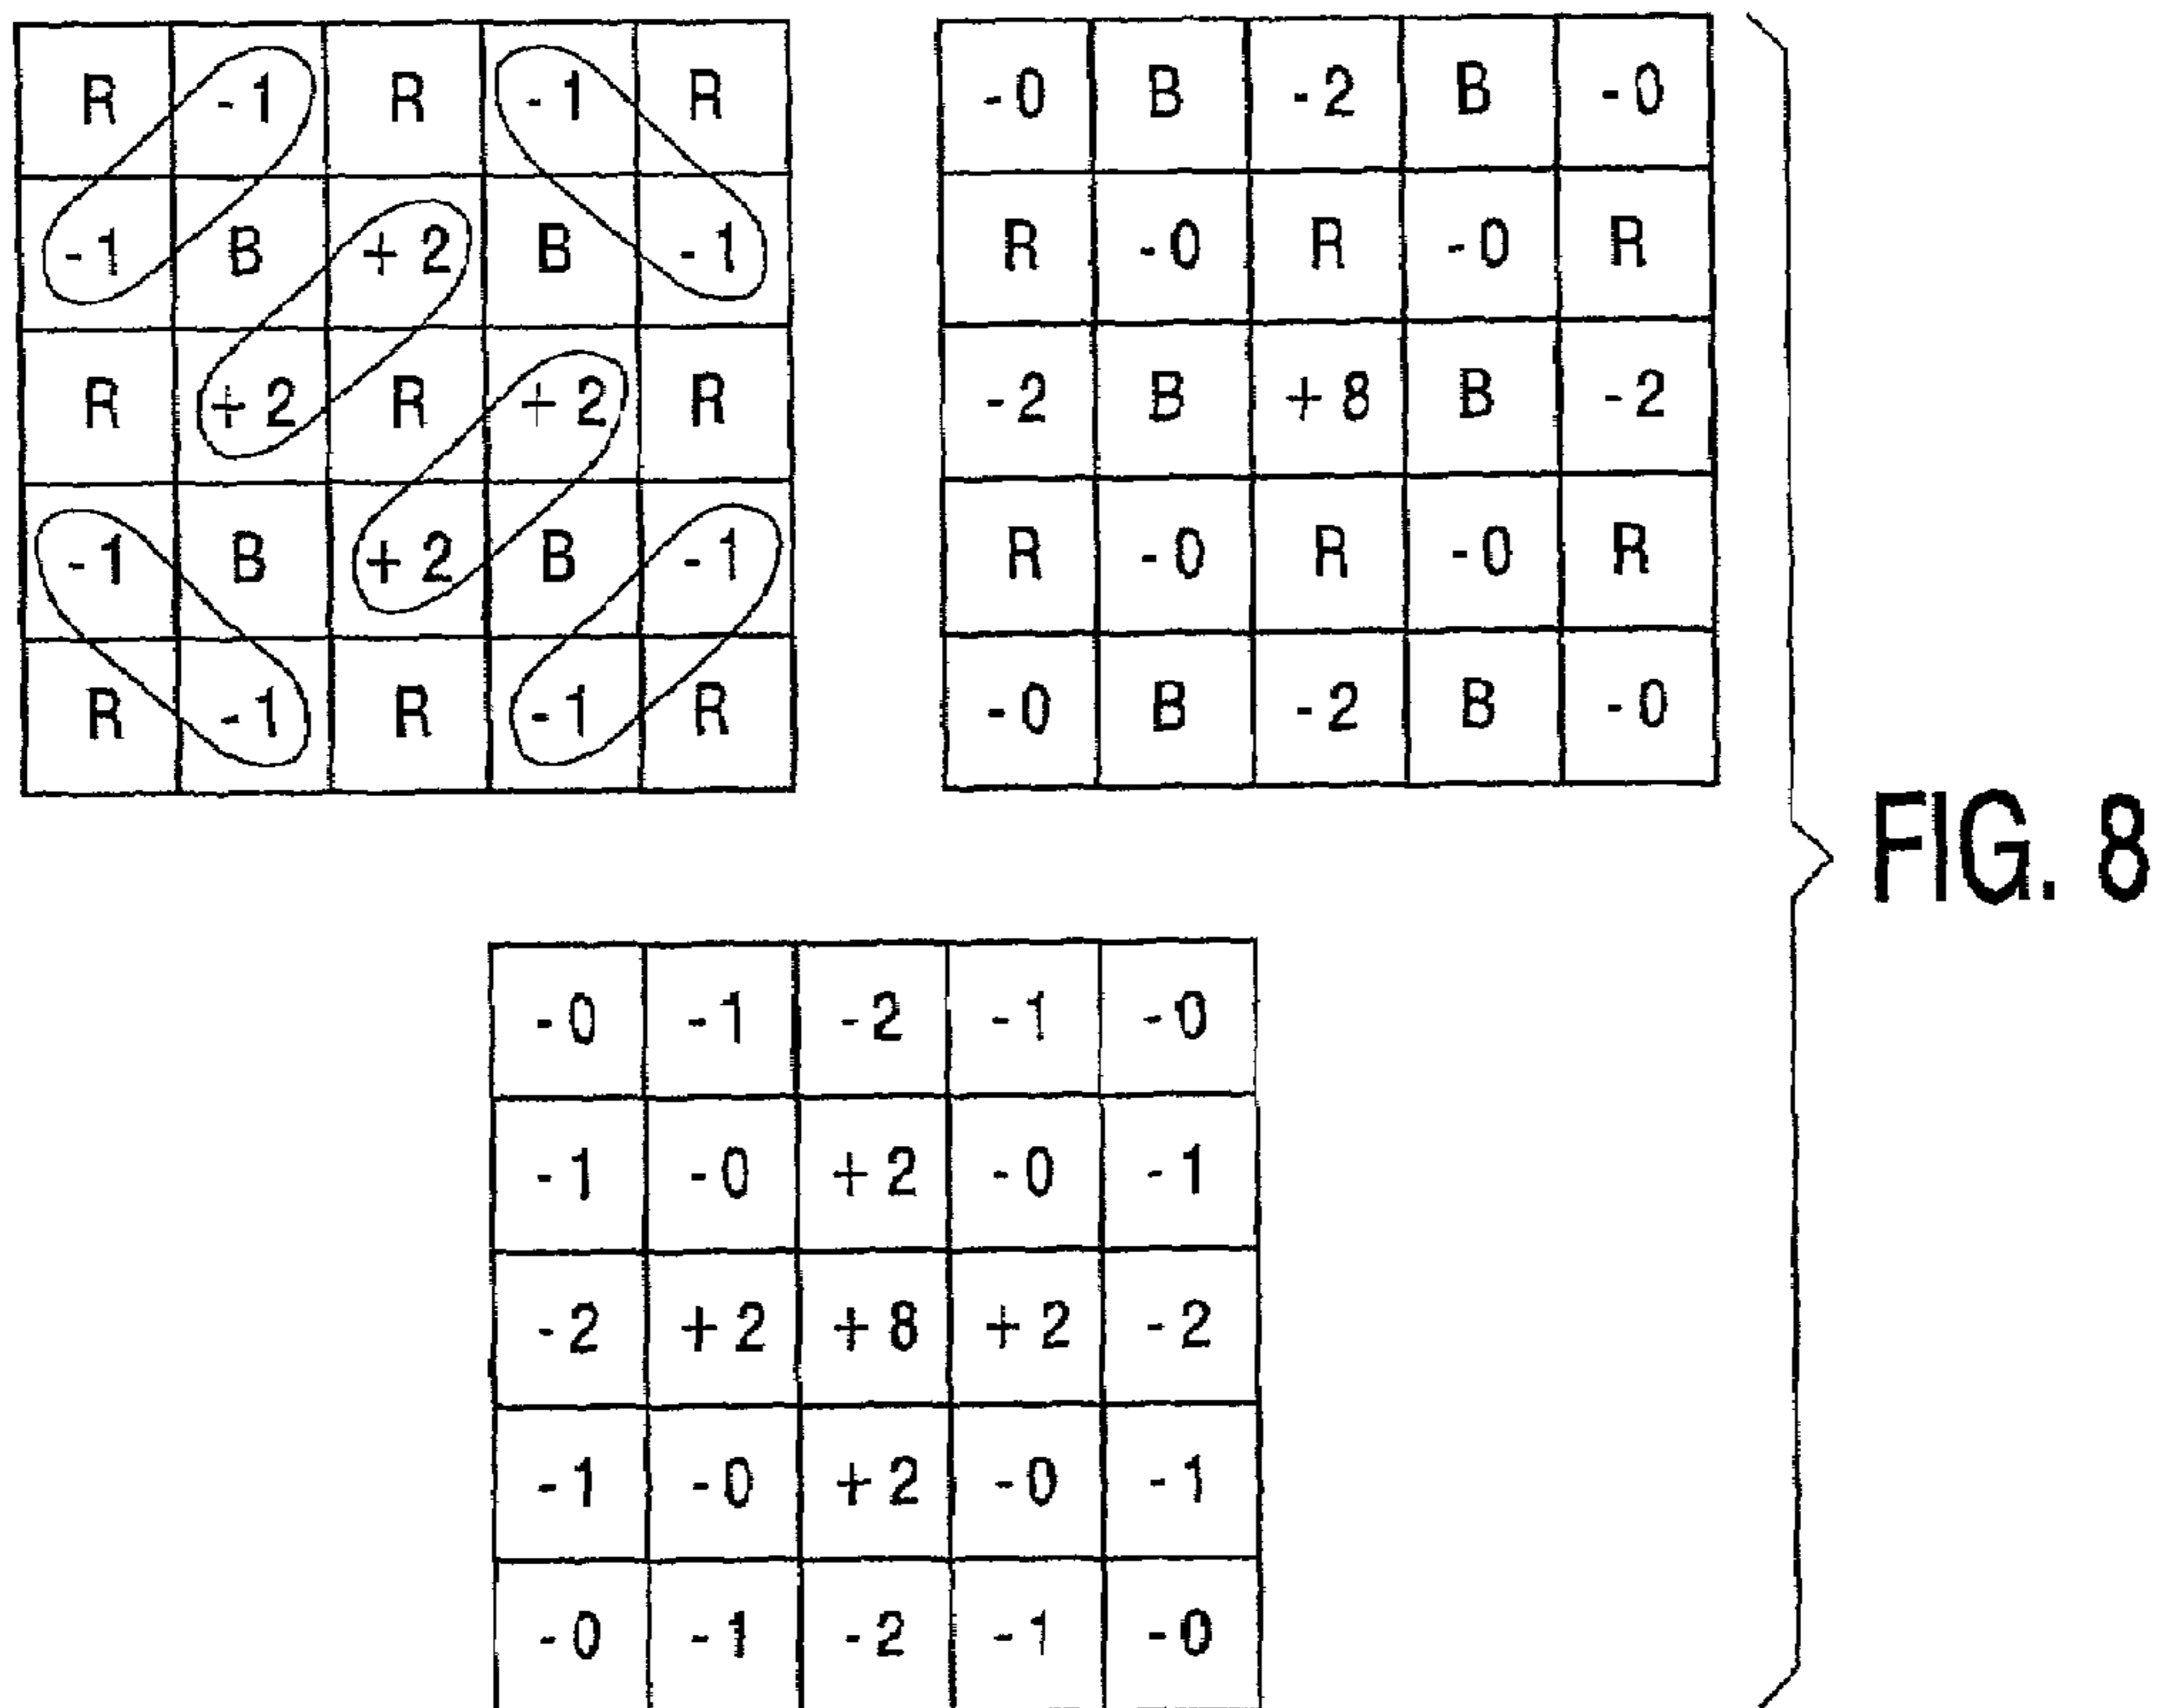 R -1 R -1 R
-1 B +2 B -1
R +2 R +2 R
-1 B +2 B -1
R -1 R -1 R
-0 B -2 B -0
R -0 R -0 R
-2 B +8 B -2
R -0 R -0 R
-0 B -2 B -0
FIG. 8
-0 -1 -2 -1 -0
-1 -0 +2 -0 -1
-2 +2 +8 +2 -2
-1 -0 +2 -0 -1
-0 -1 -2 -1 -0